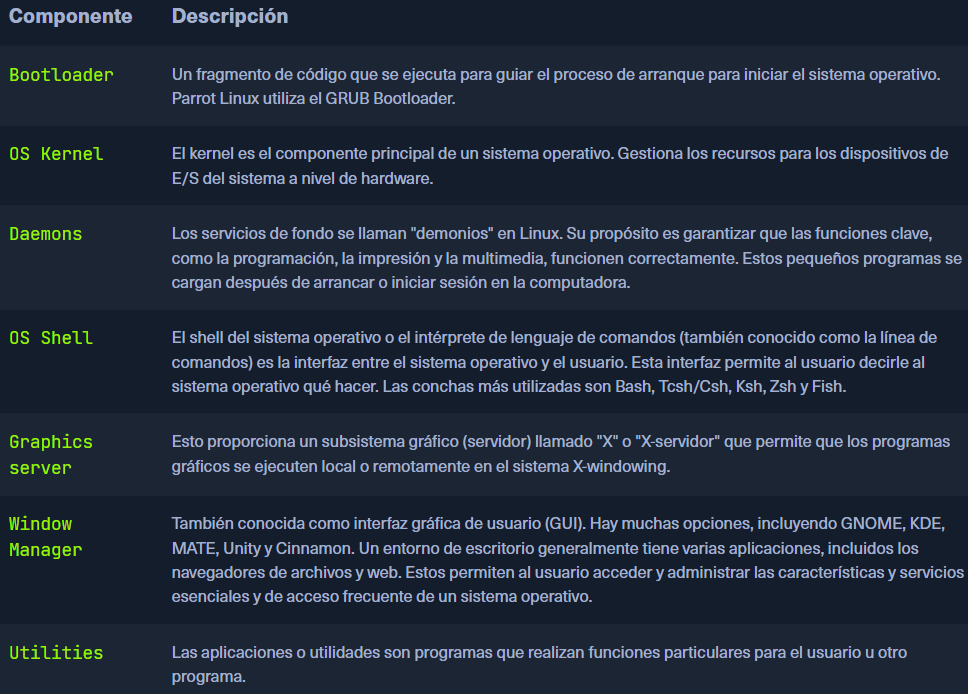 Componente Descripción
Bootloader Un fragmento de código que se ejecuta para guiar el proceso de arranque para iniciar el sistema operativo.
Parrot Linux utiliza el GRUB Bootloader.
OS Kernel El kernel es el componente principal de un sistema operativo. Gestiona los recursos para los dispositivos de
E/S del sistema a nivel de hardware.
Daemons Los servicios de fondo se llaman "demonios" en Linux. Su propósito es garantizar que las funciones clave,
como la programación, la impresión y la multimedia, funcionen correctamente. Estos pequeños programas se
cargan después de arrancar o iniciar sesión en la computadora.
OS Shell El shell del sistema operativo o el intérprete de lenguaje de comandos (también conocido como la línea de
comandos) es la interfaz entre el sistema operativo y el usuario. Esta interfaz permite al usuario decirle al
sistema operativo qué hacer. Las conchas más utilizadas son Bash, Tcsh/Csh, Ksh, Zsh y Fish.
Graphics Esto proporciona un subsistema gráfico (servidor) llamado "X" o "X-servidor" que permite que los programas
server gráficos se ejecuten local o remotamente en el sistema X-windowing.
Window También conocida como interfaz gráfica de usuario (GUI). Hay muchas opciones, incluyendo GNOME, KDE,
Manager MATE, Unity y Cinnamon. Un entorno de escritorio generalmente tiene varias aplicaciones, incluidos los
navegadores de archivos y web. Estos permiten al usuario acceder y administrar las características y servicios
esenciales y de acceso frecuente de un sistema operativo.
Utilities Las aplicaciones o utilidades son programas que realizan funciones particulares para el usuario u otro
programa.